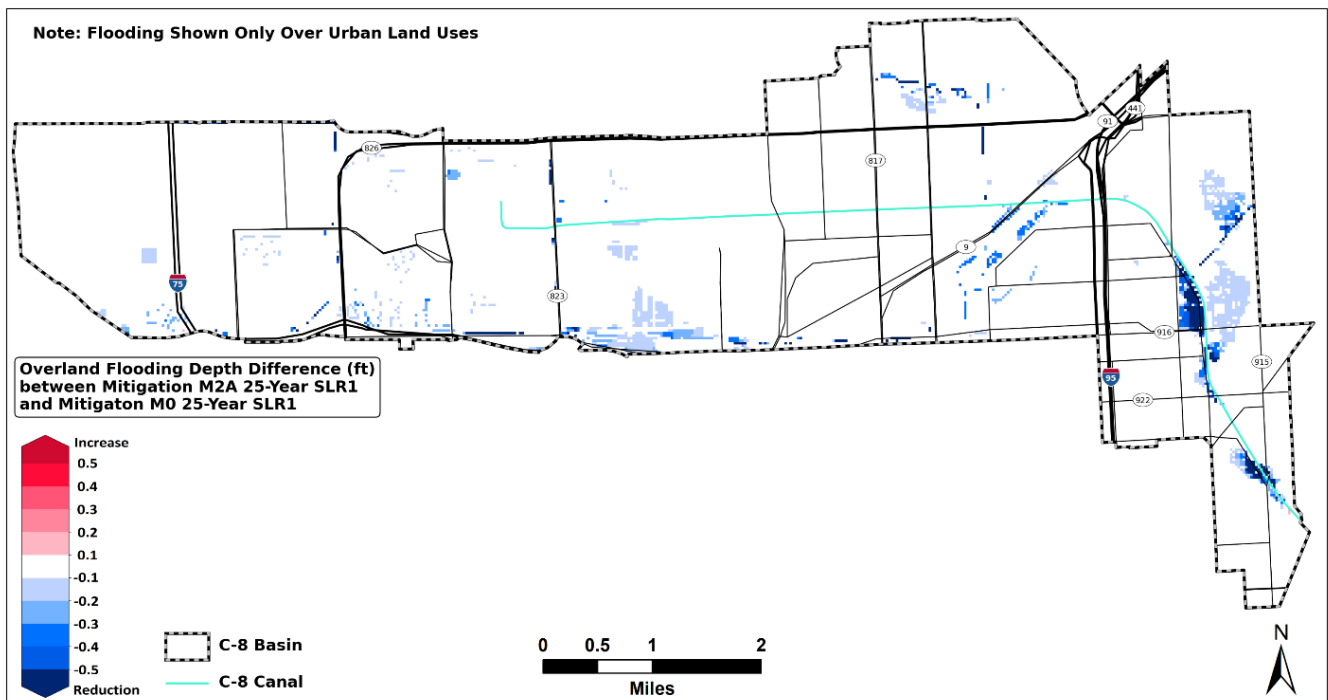 Note: Flooding Shown Only Over Urban Land Uses
441
91
826
817
9
75
823
916
915
95
922
Overland Flooding Depth Difference (ft)
between Mitigation M2A 25-Year SLR1
and Mitigaton M0 25-Year SLR1
Increase
0.5
0.4
0.3
0.2
0.1
-0.1
-0.2
-0.3
-0.4
-0.5
Reduction
C-8 Basin
C-8 Canal
0 0.5 1 2
Miles
N